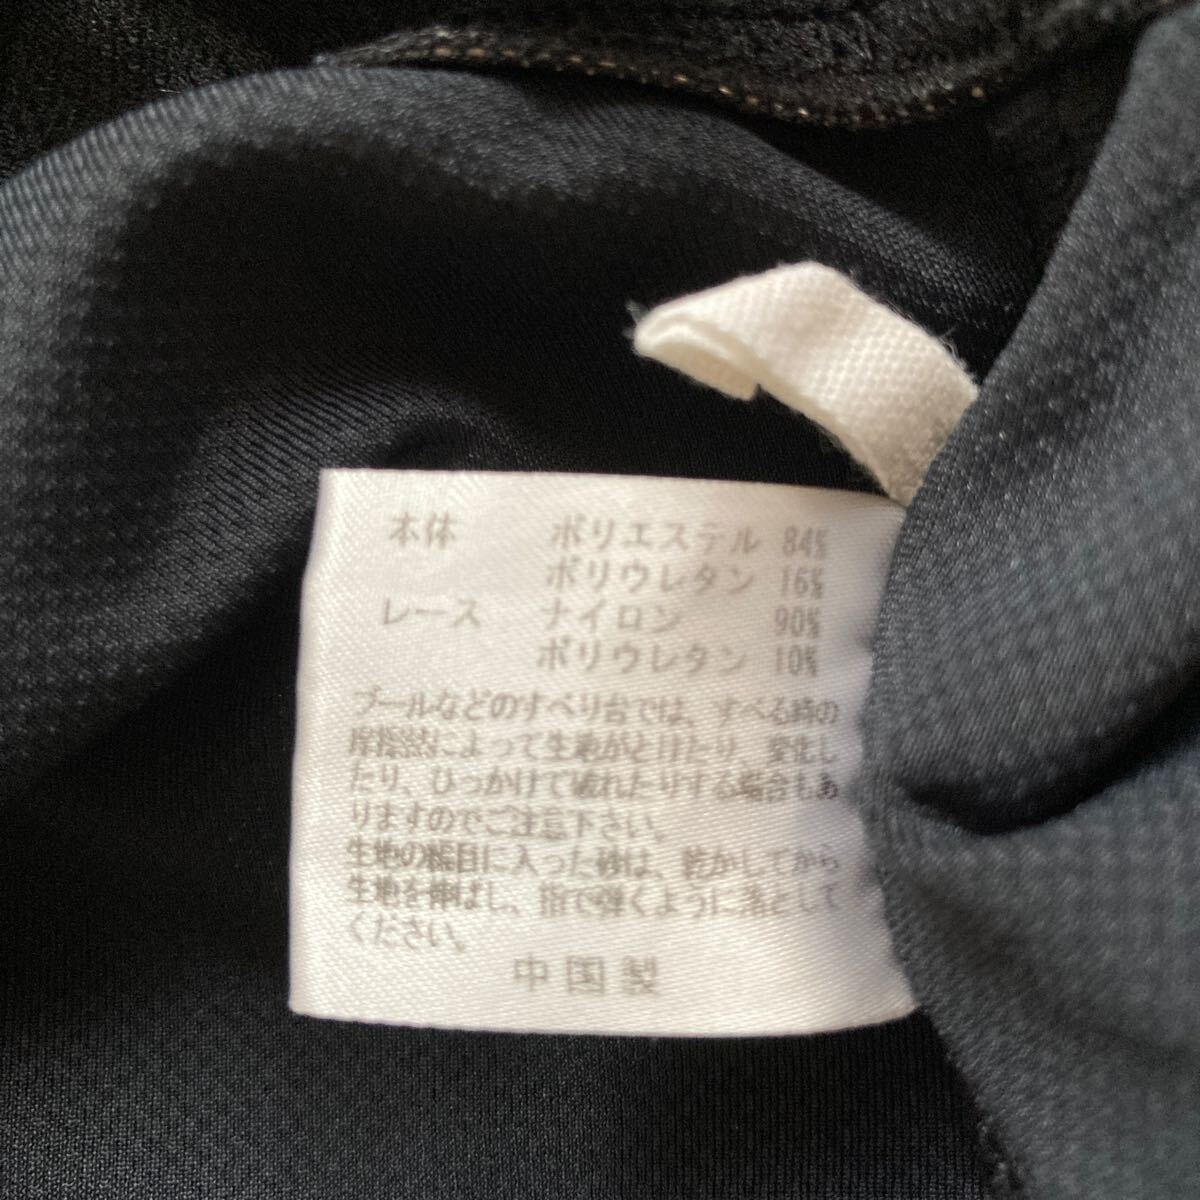 本体 ポリエステル 84%
ポリウレタン 16%
レース ナイロン 90%
ポリウレタン 10%
プールなどのすべり台では、すべる時の
摩擦熱によって生地がとけたり、変化し
たり、ひっかけて破れたりする場合もあ
りますのでご注意下さい。
生地の編目に入った砂は、乾かしてから
生地を伸ばし、指で弾くように落として
ください。
中国製